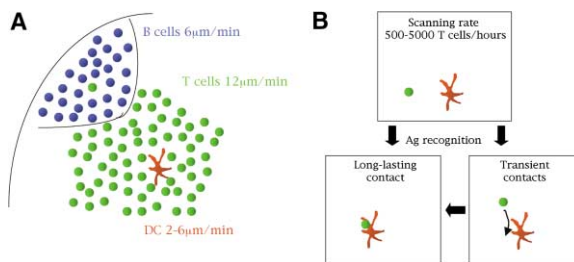 A
B cells 6µm/min
T cells 12µm/min
DC 2-6µm/min
B
Scanning rate
500-5000 T cells/hours
Ag recognition
Long-lasting
contact
Transient
contacts